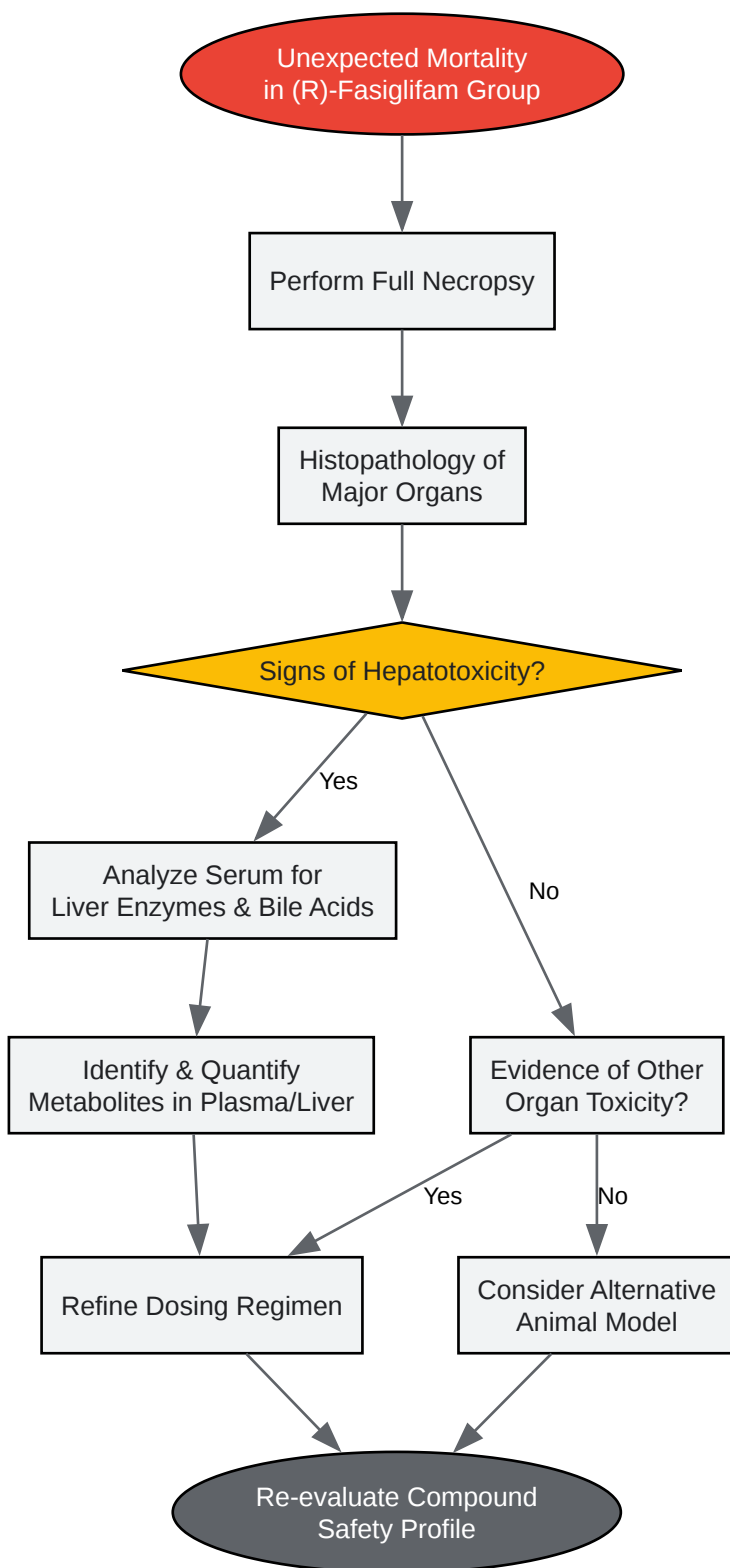 Unexpected Mortality
in (R)-Fasiglifam Group
Perform Full Necropsy
Histopathology of
Major Organs
Signs of Hepatotoxicity?
Yes
Analyze Serum for
Liver Enzymes & Bile Acids
No
Identify & Quantify
Metabolites in Plasma/Liver
Evidence of Other
Organ Toxicity?
Yes
No
Refine Dosing Regimen
Consider Alternative
Animal Model
Re-evaluate Compound
Safety Profile